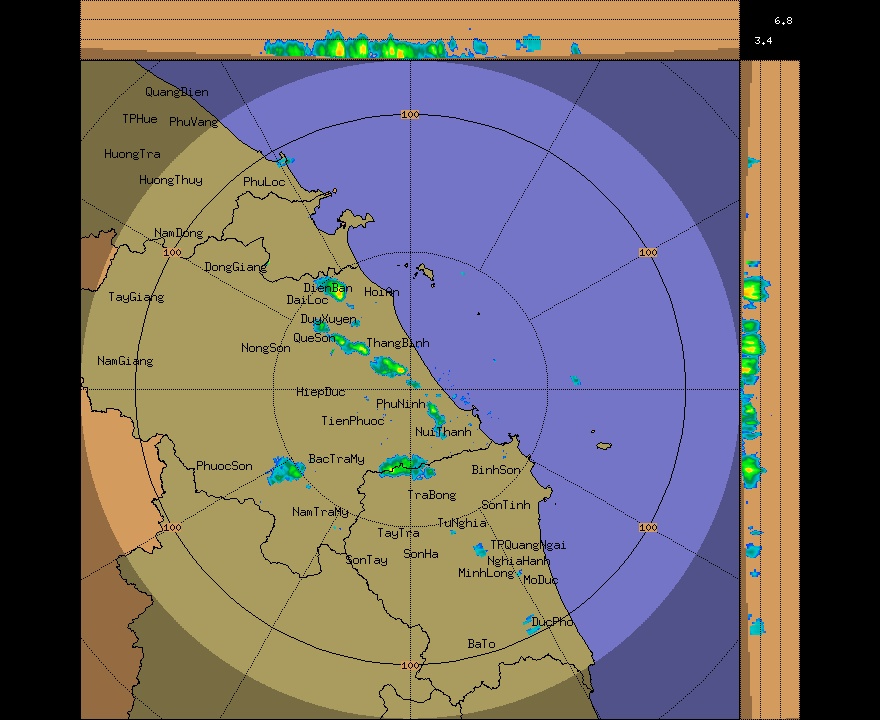 6.8
3.4
QuangDien
100
TPHue
PhuVang
HuongTra
HuongThuy
PhuLoc
NamDong
100
100
DongGiang
DienBan
HoiAn
TayGiang
DaiLoc
DuyXuyen
QueSon
ThangBinh
NongSon
NamGiang
HiepDuc
PhuNinh
TienPhuoc
NuiThanh
BacTraMy
PhuocSon
BinhSon
TraBong
SonTinh
NamTraMy
TuNghia
100
100
TayTra
TPQuangNgai
SonHa
SonTay
NghiaHanh
MinhLong
MoDuc
DucPho
BaTo
100